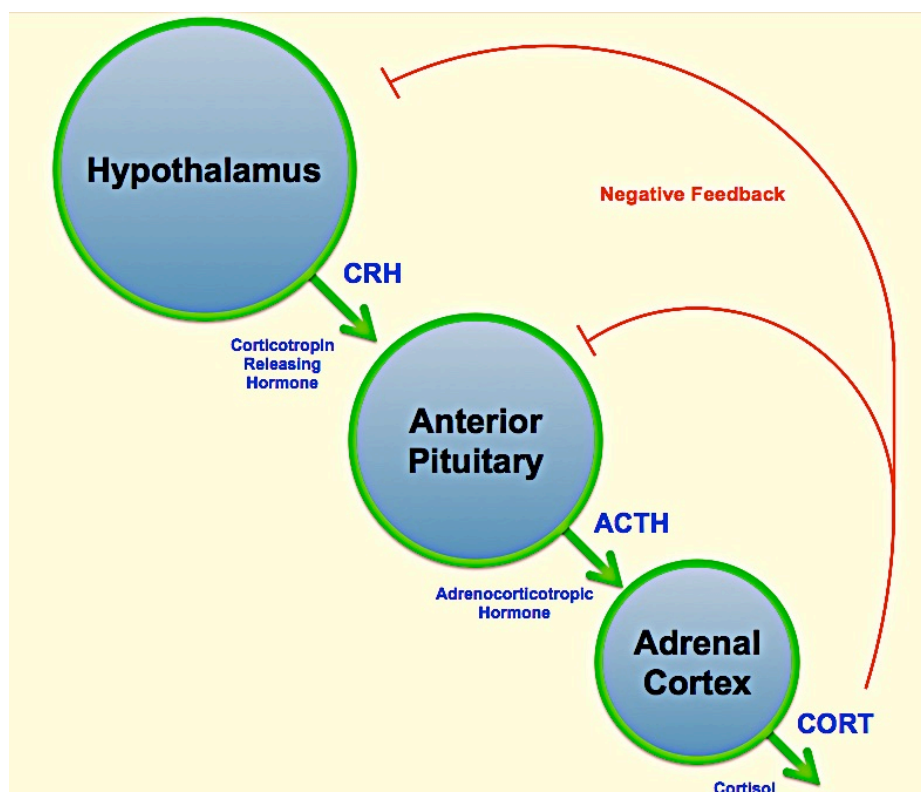 Hypothalamus
Negative Feedback
CRH
Corticotropin
Releasing
Hormone
Anterior
Pituitary
ACTH
Adrenocorticotropic
Hormone
Adrenal
Cortex
CORT
Cortisol